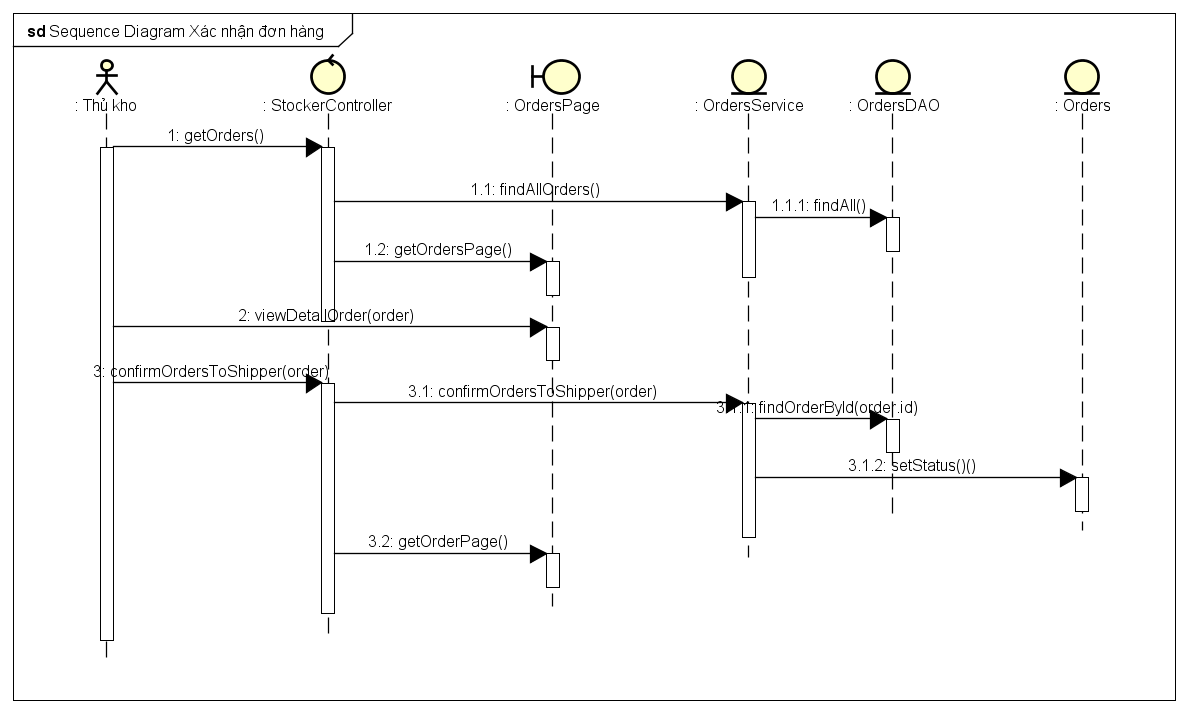 sd Sequence Diagram Xác nhận đơn hàng
: Thủ kho
: StockerController
: OrdersPage
: OrdersService
: OrdersDAO
: Orders
1: getOrders()
1.1: findAllOrders()
1.1.1: findAll()
1.2: getOrdersPage()
2: viewDetailOrder(order)
3: confirmOrdersToShipper(order)
3.1: confirmOrdersToShipper(order)
3.1.1: findOrderById(order.id)
3.1.2: setStatus()()
3.2: getOrderPage()